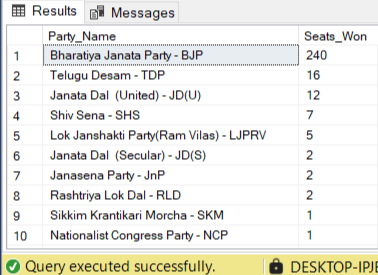 Results Messages
Party_Name Seats_Won
1 Bharatiya Janata Party - BJP 240
2 Telugu Desam - TDP 16
3 Janata Dal  (United) - JD(U) 12
4 Shiv Sena - SHS 7
5 Lok Janshakti Party(Ram Vilas) - LJPRV 5
6 Janata Dal  (Secular) - JD(S) 2
7 Janasena Party - JnP 2
8 Rashtriya Lok Dal - RLD 2
9 Sikkim Krantikari Morcha - SKM 1
10 Nationalist Congress Party - NCP 1
Query executed successfully. DESKTOP-IPIE